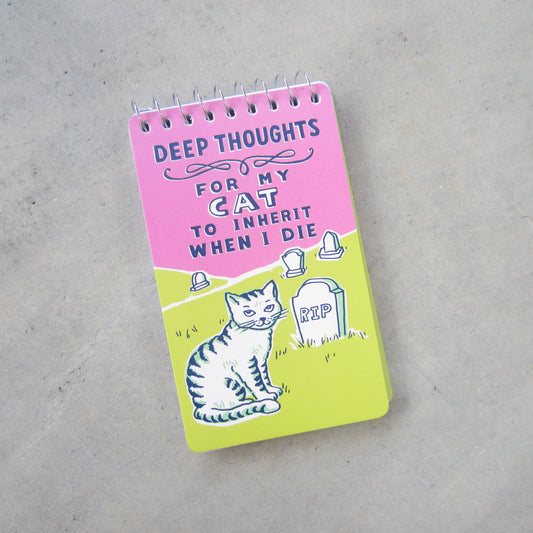 DEEP THOUGHTS
FOR MY
CAT
TO INHERIT
WHEN I DIE
RIP